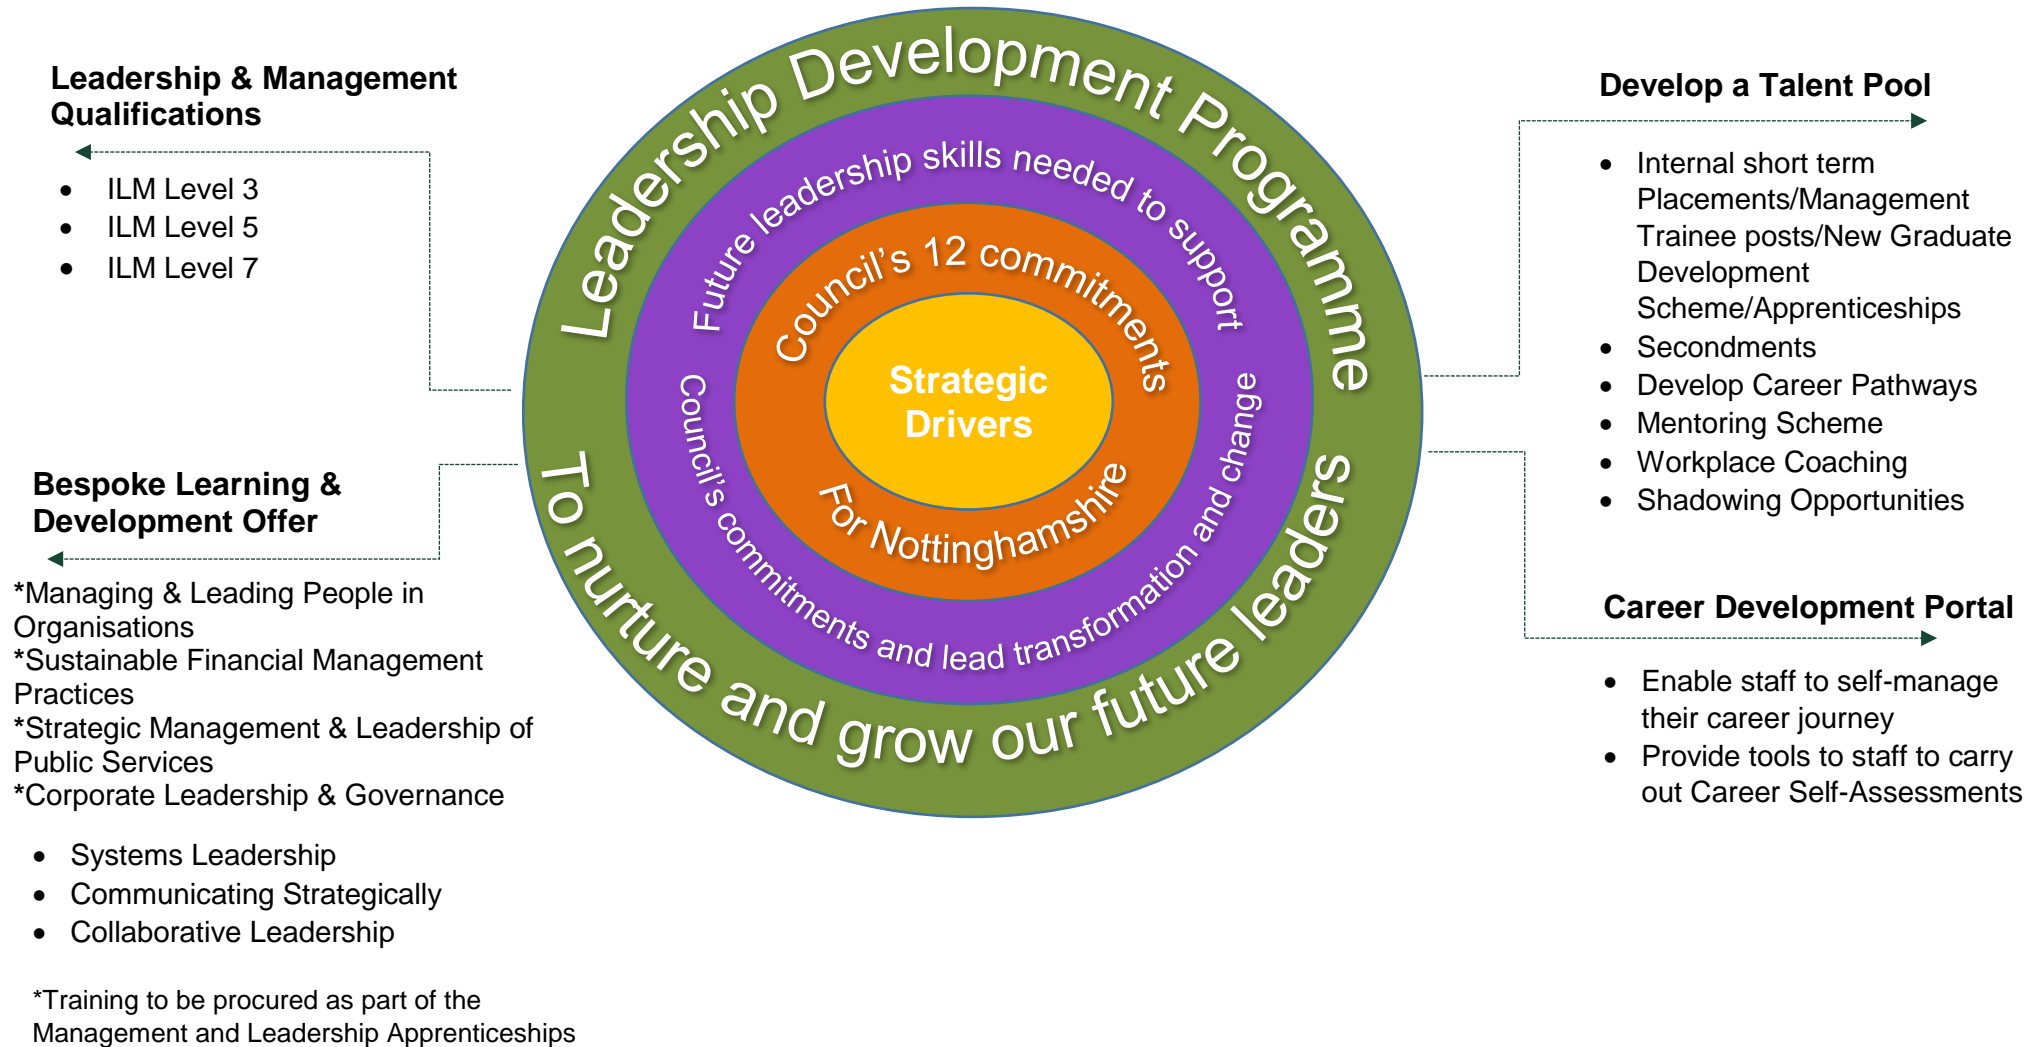 Leadership & Management
Qualifications
• ILM Level 3
• ILM Level 5
• ILM Level 7
Bespoke Learning &
Development Offer
*Managing & Leading People in
Organisations
*Sustainable Financial Management
Practices
*Strategic Management & Leadership of
Public Services
*Corporate Leadership & Governance
• Systems Leadership
• Communicating Strategically
• Collaborative Leadership
*Training to be procured as part of the
Management and Leadership Apprenticeships
Leadership Development Programme
To nurture and grow our future leaders
Future leadership skills needed to support
Council's commitments and lead transformation and change
Council's 12 commitments
For Nottinghamshire
Strategic
Drivers
Develop a Talent Pool
• Internal short term
Placements/Management
Trainee posts/New Graduate
Development
Scheme/Apprenticeships
• Secondments
• Develop Career Pathways
• Mentoring Scheme
• Workplace Coaching
• Shadowing Opportunities
Career Development Portal
• Enable staff to self-manage
their career journey
• Provide tools to staff to carry
out Career Self-Assessments